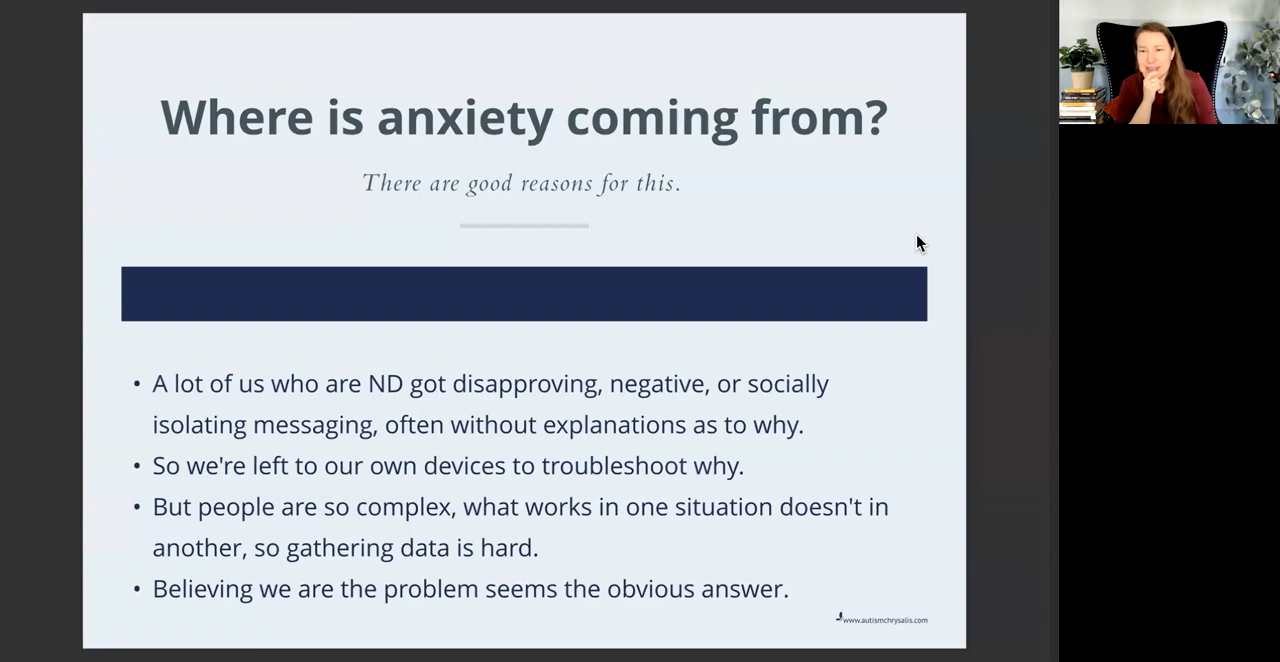 Where is anxiety coming from?
There are good reasons for this.
• A lot of us who are ND got disapproving, negative, or socially
isolating messaging, often without explanations as to why.
• So we're left to our own devices to troubleshoot why.
• But people are so complex, what works in one situation doesn't in
another, so gathering data is hard.
• Believing we are the problem seems the obvious answer.
www.autismchrysalis.com